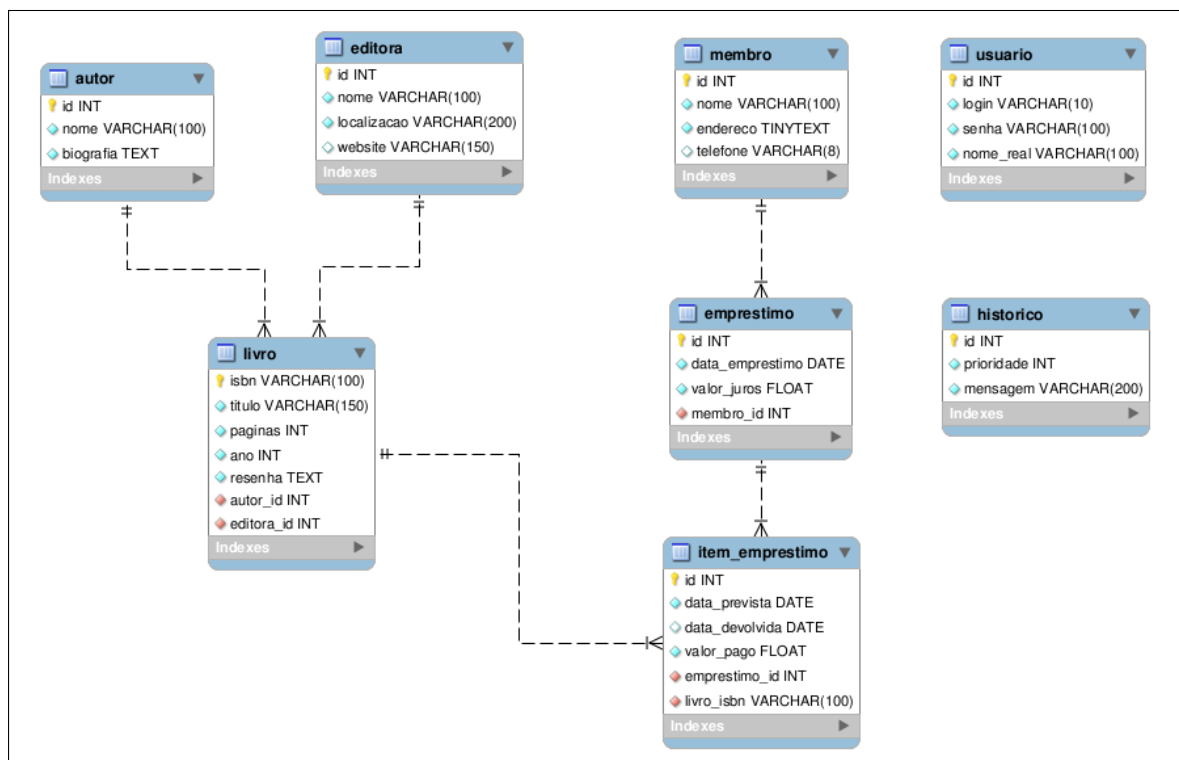 autor
id INT
nome VARCHAR(100)
biografia TEXT
Indexes
editora
id INT
nome VARCHAR(100)
localizacao VARCHAR(200)
website VARCHAR(150)
Indexes
membro
id INT
nome VARCHAR(100)
endereco TINYTEXT
telefone VARCHAR(8)
Indexes
usuario
id INT
login VARCHAR(10)
senha VARCHAR(100)
nome_real VARCHAR(100)
Indexes
livro
isbn VARCHAR(100)
titulo VARCHAR(150)
paginas INT
ano INT
resenha TEXT
autor_id INT
editora_id INT
Indexes
emprestimo
id INT
data_emprestimo DATE
valor_juros FLOAT
membro_id INT
Indexes
historico
id INT
prioridade INT
mensagem VARCHAR(200)
Indexes
item_emprestimo
id INT
data_prevista DATE
data_devolvida DATE
valor_pago FLOAT
emprestimo_id INT
livro_isbn VARCHAR(100)
Indexes